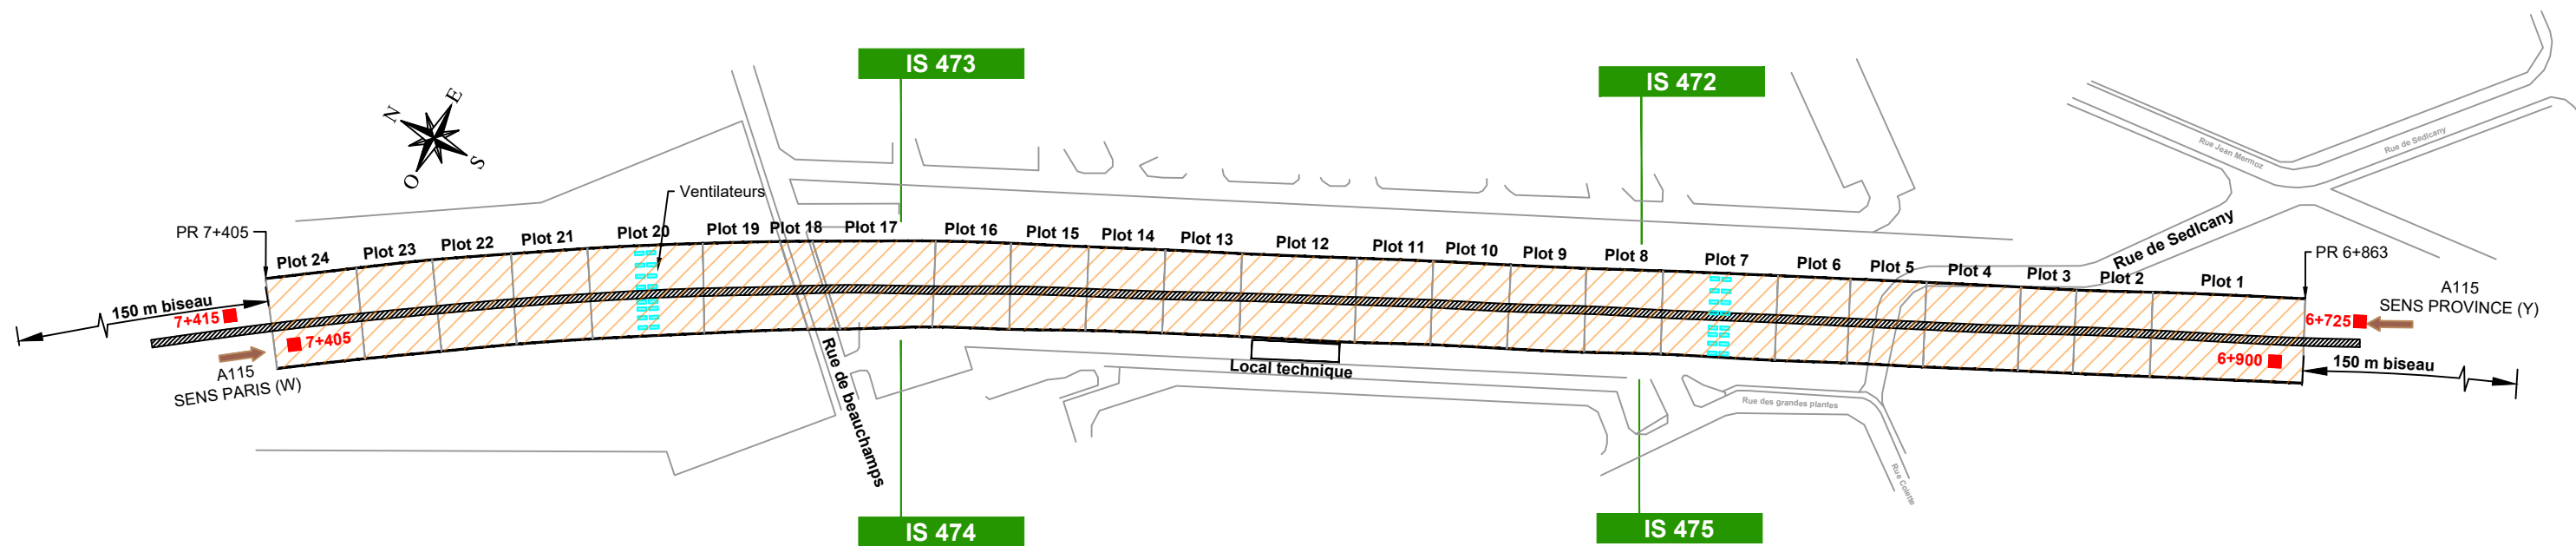 IS 473
IS 472
N
E
S
O
Ventilateurs
PR 7+405
Plot 24
Plot 23
Plot 22
Plot 21
Plot 20
Plot 19
Plot 18
Plot 17
Plot 16
Plot 15
Plot 14
Plot 13
Plot 12
Plot 11
Plot 10
Plot 9
Plot 8
Plot 7
Plot 6
Plot 5
Plot 4
Plot 3
Plot 2
Plot 1
Rue Jean Mermoz
Rue de Sedlcany
Rue de Sedlcany
PR 6+863
150 m biseau
7+415
7+405
A115
SENS PARIS (W)
A115
SENS PROVINCE (Y)
6+725
6+900
150 m biseau
Rue de beauchamps
Local technique
Rue des grandes plantes
Rue Colette
IS 474
IS 475